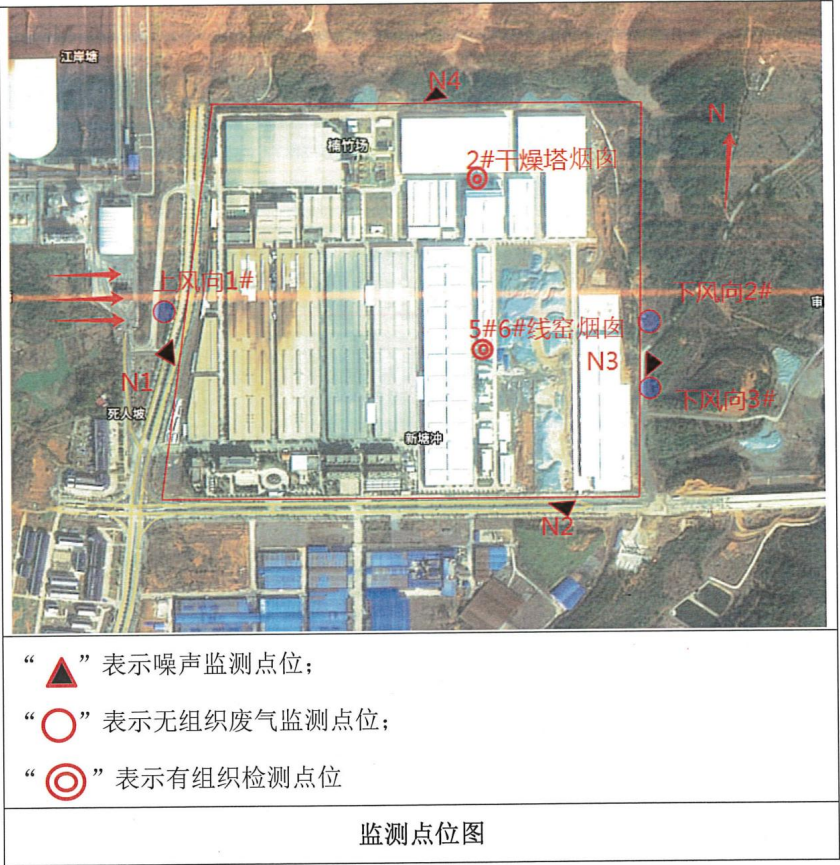 江岸塘
N4
N
楠竹场
2#干燥塔烟囱
上风向1#
下风向2#
审
5#6#线窑烟囱
N3
N1
下风向3#
死人坡
新塘冲
N2
“▲”表示噪声监测点位；
“○”表示无组织废气监测点位；
“◎”表示有组织检测点位
监测点位图